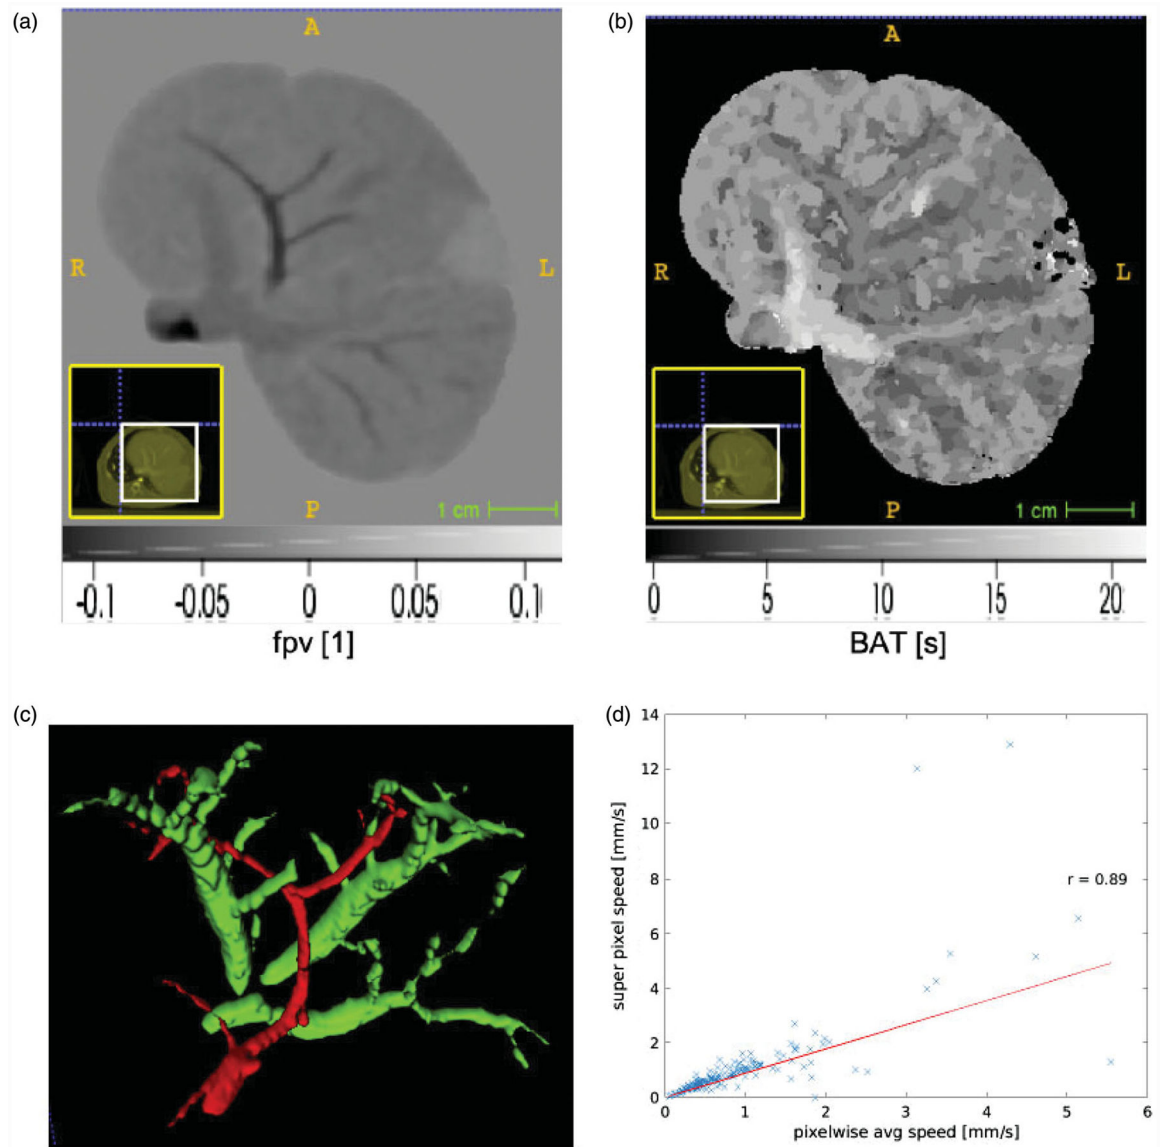 (a)
A
R
L
P
1 cm
-0.1 -0.05 0 0.05 0.1
fpv [1]
(b)
A
R
L
P
1 cm
0 5 10 15 20
BAT [s]
(c)
(d)
14
12
10
8
6
4
2
0
super pixel speed [mm/s]
r = 0.89
0 1 2 3 4 5 6
pixelwise avg speed [mm/s]